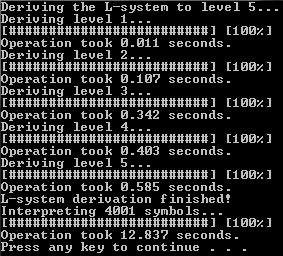 Deriving the L-system to level 5...
Deriving level 1...
[##########################] [100%]
Operation took 0.011 seconds.
Deriving level 2...
[##########################] [100%]
Operation took 0.107 seconds.
Deriving level 3...
[##########################] [100%]
Operation took 0.342 seconds.
Deriving level 4...
[##########################] [100%]
Operation took 0.403 seconds.
Deriving level 5...
[##########################] [100%]
Operation took 0.585 seconds.
L-system derivation finished!
Interpreting 4001 symbols...
[##########################] [100%]
Operation took 12.837 seconds.
Press any key to continue . . .